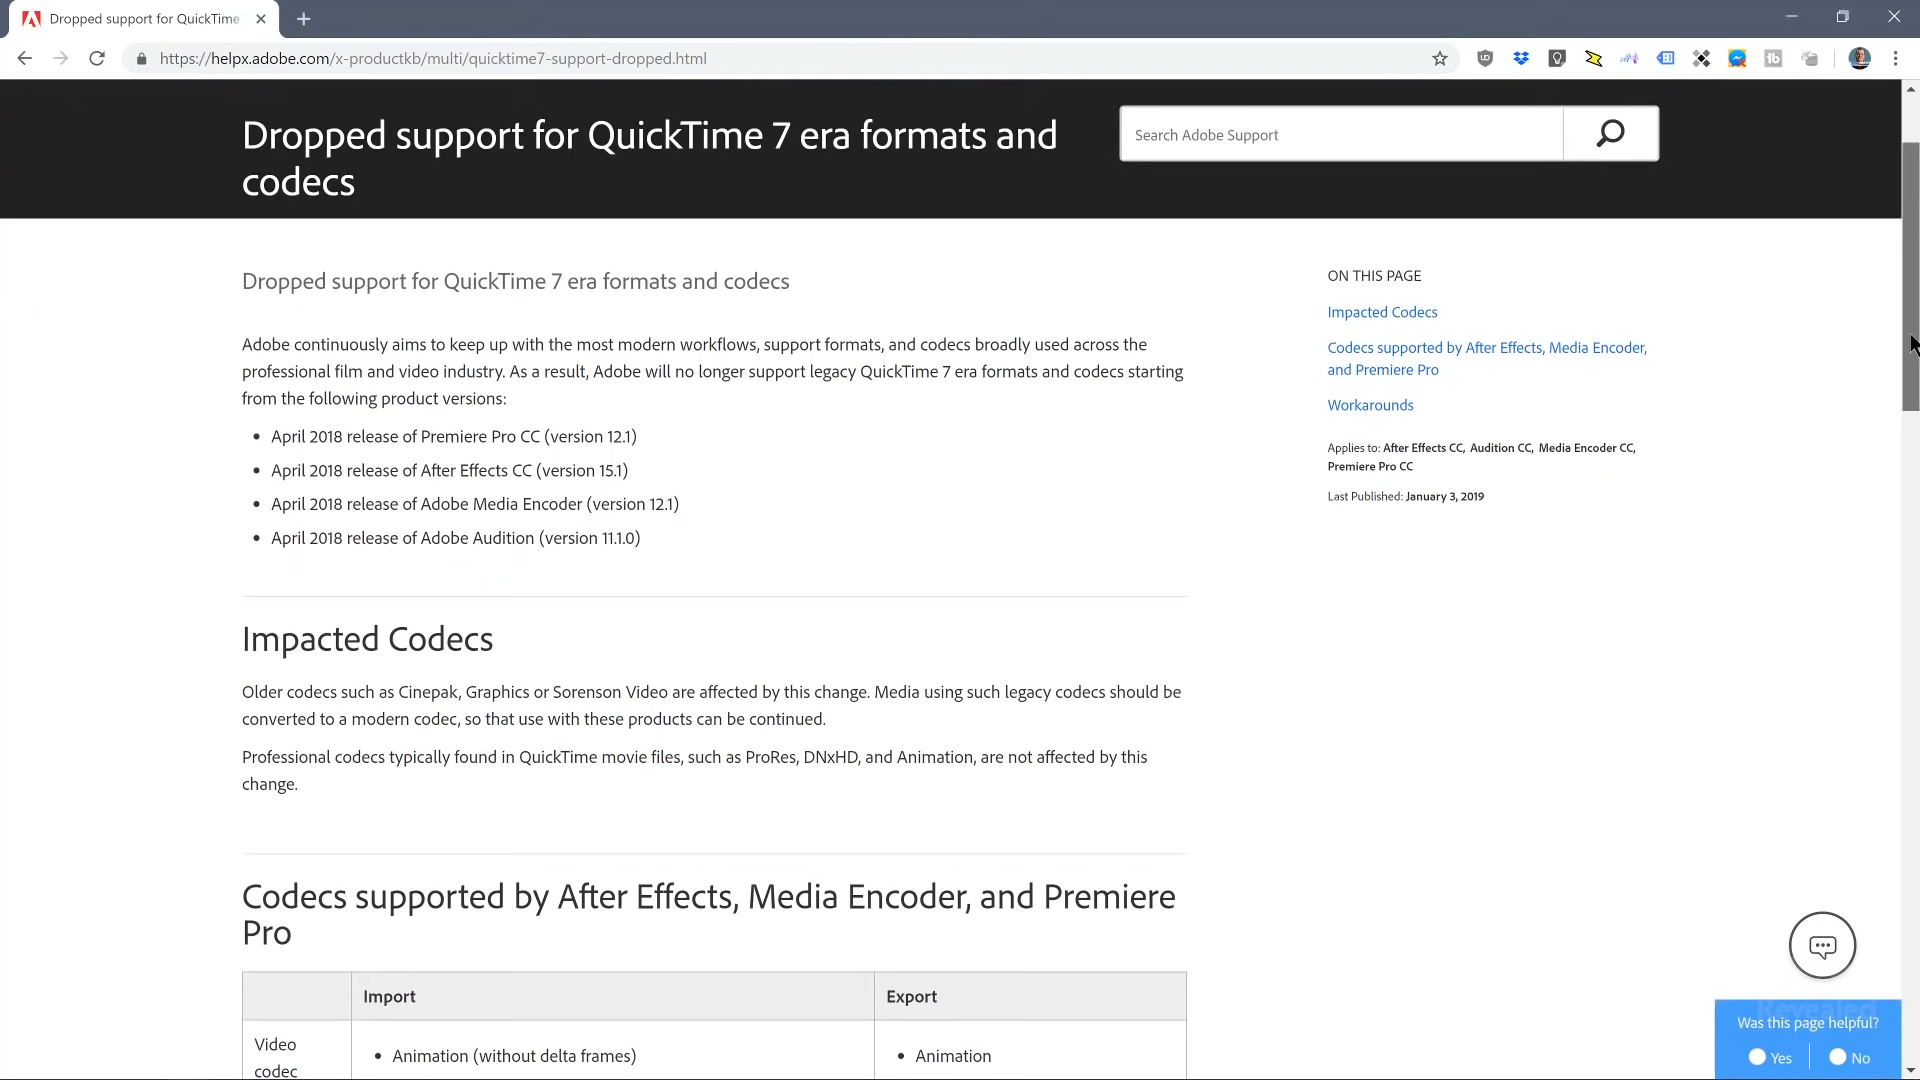 Dropped support for QuickTime
https://helpx.adobe.com/x-productkb/multi/quicktime7-support-dropped.html
Dropped support for QuickTime 7 era formats and
codecs
Search Adobe Support
Dropped support for QuickTime 7 era formats and codecs
Adobe continuously aims to keep up with the most modern workflows, support formats, and codecs broadly used across the
professional film and video industry. As a result, Adobe will no longer support legacy QuickTime 7 era formats and codecs starting
from the following product versions:
• April 2018 release of Premiere Pro CC (version 12.1)
• April 2018 release of After Effects CC (version 15.1)
• April 2018 release of Adobe Media Encoder (version 12.1)
• April 2018 release of Adobe Audition (version 11.1.0)
ON THIS PAGE
Impacted Codecs
Codecs supported by After Effects, Media Encoder,
and Premiere Pro
Workarounds
Applies to: After Effects CC, Audition CC, Media Encoder CC,
Premiere Pro CC
Last Published: January 3, 2019
Impacted Codecs
Older codecs such as Cinepak, Graphics or Sorenson Video are affected by this change. Media using such legacy codecs should be
converted to a modern codec, so that use with these products can be continued.
Professional codecs typically found in QuickTime movie files, such as ProRes, DNxHD, and Animation, are not affected by this
change.
Codecs supported by After Effects, Media Encoder, and Premiere
Pro
Import Export
Video
codec
• Animation (without delta frames)
• Animation
Revealed
Was this page helpful?
Yes No